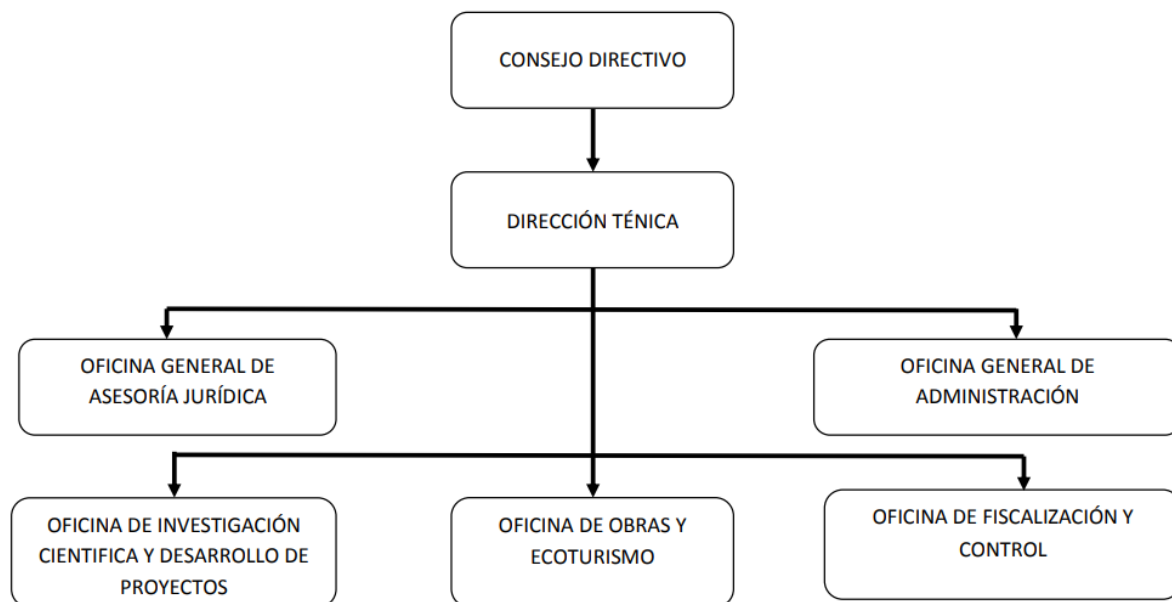 CONSEJO DIRECTIVO
DIRECCIÓN TÉNICA
OFICINA GENERAL DE
ASESORÍA JURÍDICA
OFICINA GENERAL DE
ADMINISTRACIÓN
OFICINA DE INVESTIGACIÓN
CIENTIFICA Y DESARROLLO DE
PROYECTOS
OFICINA DE OBRAS Y
ECOTURISMO
OFICINA DE FISCALIZACIÓN Y
CONTROL